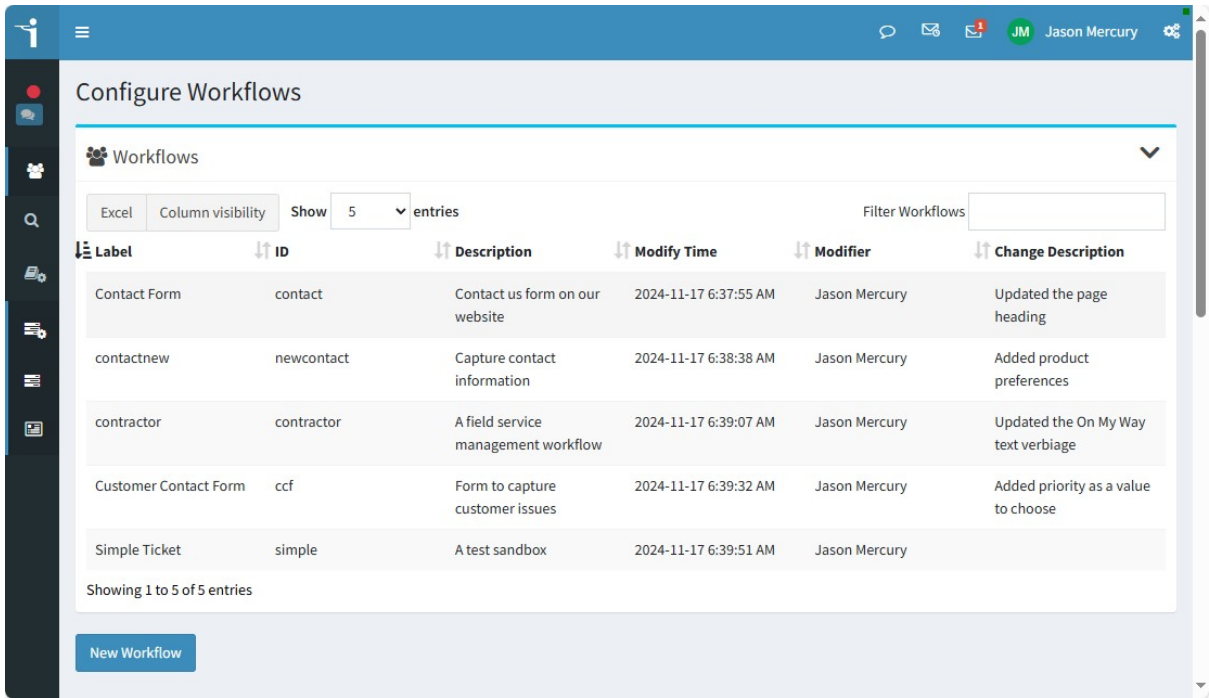 1
JM Jason Mercury
Configure Workflows
Workflows
Excel Column visibility Show 5 entries Filter Workflows
Label ID Description Modify Time Modifier Change Description
Contact Form contact Contact us form on our 2024-11-17 6:37:55 AM Jason Mercury Updated the page
website heading
contactnew newcontact Capture contact 2024-11-17 6:38:38 AM Jason Mercury Added product
information preferences
contractor contractor A field service 2024-11-17 6:39:07 AM Jason Mercury Updated the On My Way
management workflow text verbiage
Customer Contact Form ccf Form to capture 2024-11-17 6:39:32 AM Jason Mercury Added priority as a value
customer issues to choose
Simple Ticket simple A test sandbox 2024-11-17 6:39:51 AM Jason Mercury
Showing 1 to 5 of 5 entries
New Workflow